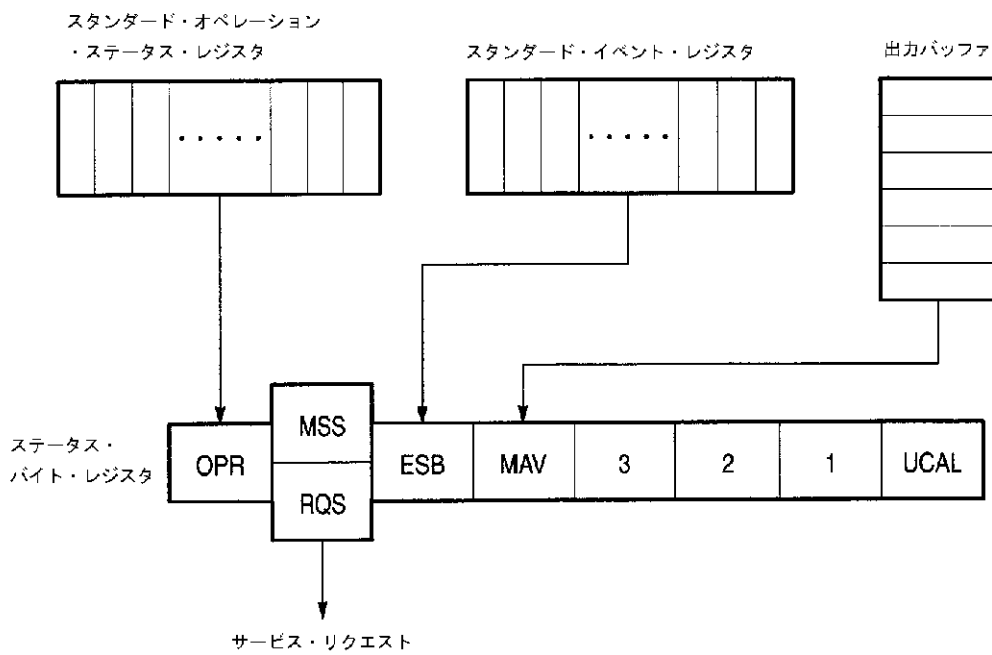 スタンダード・オペレーション
・ステータス・レジスタ
スタンダード・イベント・レジスタ
出力バッファ
ステータス・
バイト・レジスタ
OPR
MSS
RQS
ESB
MAV
3
2
1
UCAL
サービス・リクエスト